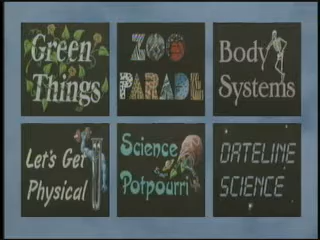 Green
Things
ZOO
PARADE
Body
Systems
Let's Get
Physical
Science
Potpourri
DATELINE
SCIENCE